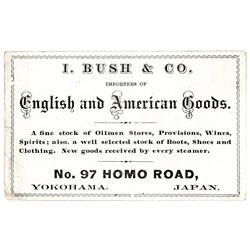 I. BUSH & CO.
IMPORTERS OF
English and American Goods.
A fine stock of Oilmen Stores, Provisions, Wines,
Spirits; also, a well selected stock of Boots, Shoes and
Clothing. New goods received by every steamer.
No. 97 HOMO ROAD,
YOKOHAMA. JAPAN.